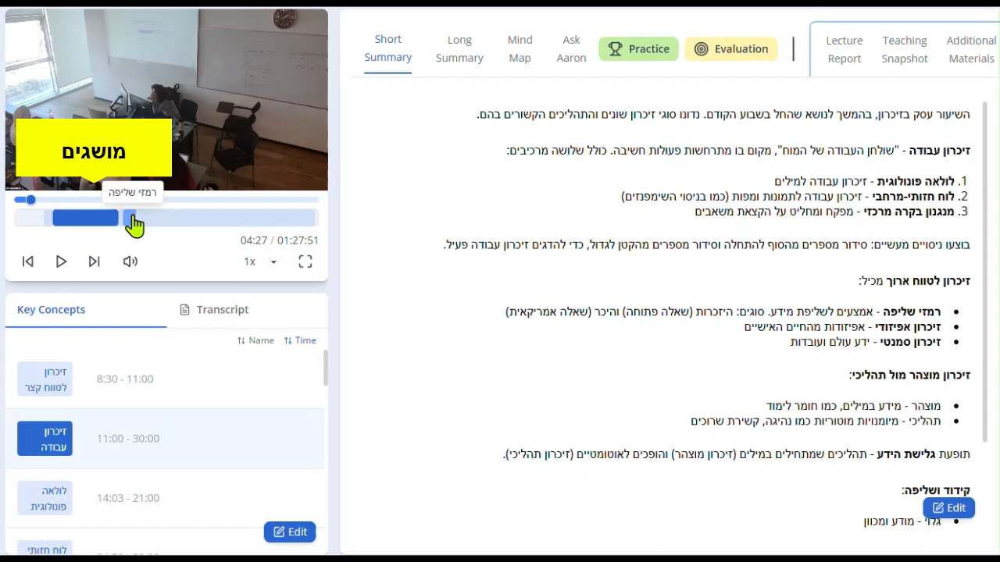 מושגים
רמזי שליפה
04:27 / 01:27:51
1x
Key Concepts
Transcript
Name
Time
זיכרון
לטווח קצר
8:30 - 11:00
זיכרון
עבודה
11:00 - 30:00
לולאה
פונולוגית
14:03 - 21:00
לוח חזותי
Edit
Short Summary
Long Summary
Mind Map
Ask Aaron
Practice
Evaluation
Lecture Report
Teaching Snapshot
Additional Materials
השיעור עסק בזיכרון, בהמשך לנושא שהחל בשבוע הקודם. נדונו סוגי זיכרון שונים והתהליכים הקשורים בהם.
זיכרון עבודה - "שולחן העבודה של המוח", מקום בו מתרחשות פעולות חשיבה. כולל שלושה מרכיבים:
1. לולאה פונולוגית - זיכרון עבודה למילים
2. לוח חזותי-מרחבי - זיכרון עבודה לתמונות ומפות (כמו בניסוי השימפנזים)
3. מנגנון בקרה מרכזי - מפקח ומחליט על הקצאת משאבים
בוצעו ניסויים מעשיים: סידור מספרים מהסוף להתחלה וסידור מספרים מהקטן לגדול, כדי להדגים זיכרון עבודה פעיל.
זיכרון לטווח ארוך מכיל:
• רמזי שליפה - אמצעים לשליפת מידע. סוגים: היזכרות (שאלה פתוחה) והיכר (שאלה אמריקאית)
• זיכרון אפיזודי - אפיזודות מהחיים האישיים
• זיכרון סמנטי - ידע עולם ועובדות
זיכרון מוצהר מול תהליכי:
• מוצהר - מידע במילים, כמו חומר לימוד
• תהליכי - מיומנויות מוטוריות כמו נהיגה, קשירת שרוכים
תופעת גלישת הידע - תהליכים שמתחילים במילים (זיכרון מוצהר) והופכים לאוטומטיים (זיכרון תהליכי).
קידוד ושליפה:
• גלוי - מודע ומכוון
Edit